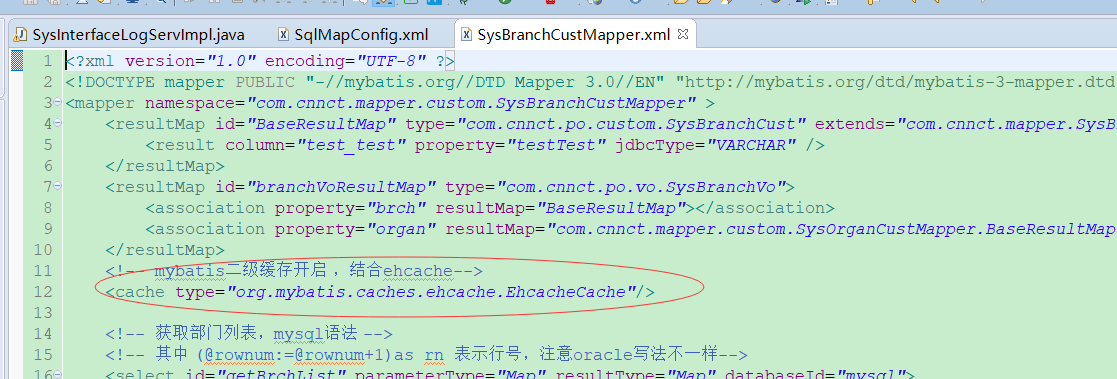 SysInterfaceLogServImpl.java SqlMapConfig.xml SysBranchCustMapper.xml
1 <?xml version="1.0" encoding="UTF-8" ?>
2 <!DOCTYPE mapper PUBLIC "-//mybatis.org//DTD Mapper 3.0//EN" "http://mybatis.org/dtd/mybatis-3-mapper.dtd
3 <mapper namespace="com.cnnct.mapper.custom.SysBranchCustMapper" >
4 <resultMap id="BaseResultMap" type="com.cnnct.po.custom.SysBranchCust" extends="com.cnnct.mapper.SysB
5 <result column="test_test" property="testTest" jdbcType="VARCHAR" />
6 </resultMap>
7 <resultMap id="branchVoResultMap" type="com.cnnct.po.vo.SysBranchVo">
8 <association property="brch" resultMap="BaseResultMap"></association>
9 <association property="organ" resultMap="com.cnnct.mapper.custom.SysOrganCustMapper.BaseResultMap
10 </resultMap>
11 <!-- mybatis二级缓存开启 ，结合ehcache-->
12 <cache type="org.mybatis.caches.ehcache.EhcacheCache"/>
13
14 <!-- 获取部门列表，mysql语法 -->
15 <!-- 其中 (@rownum:=@rownum+1)as rn 表示行号，注意oracle写法不一样-->
16 <select id="getBrchList" parameterType="Map" resultType="Map" databaseId="mysql">